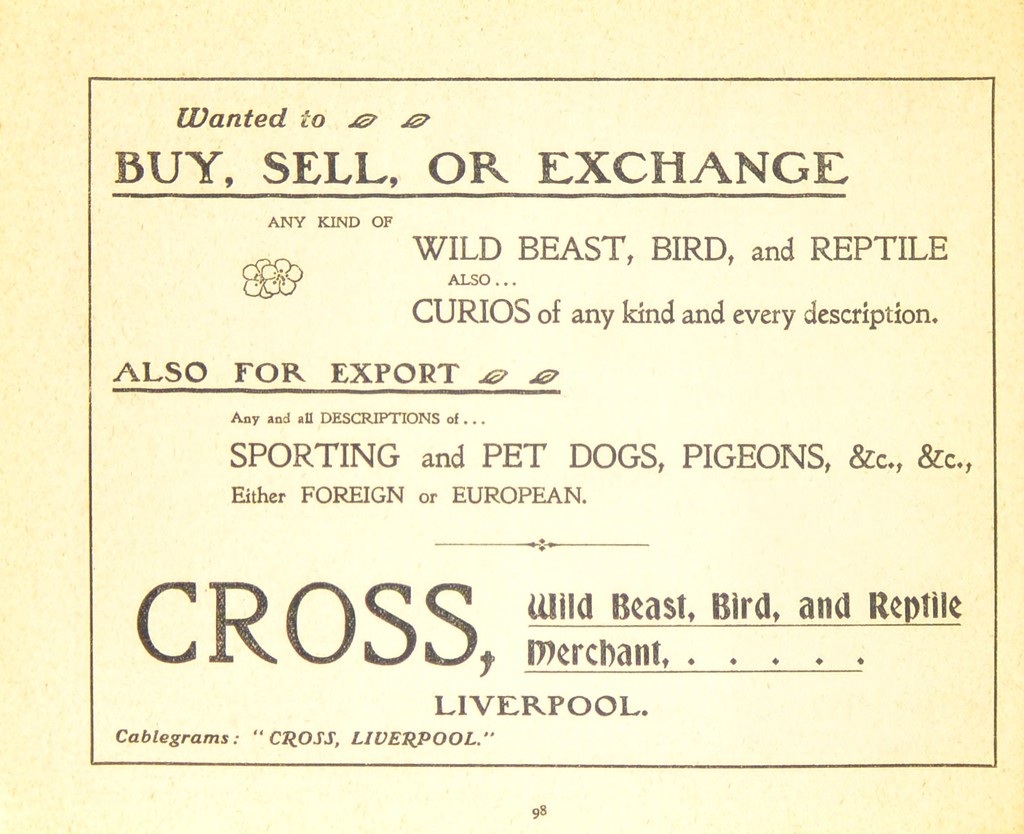 Wanted to
BUY, SELL, OR EXCHANGE
ANY KIND OF
WILD BEAST, BIRD, and REPTILE
ALSO...
CURIOS of any kind and every description.
ALSO FOR EXPORT
Any and all DESCRIPTIONS of...
SPORTING and PET DOGS, PIGEONS, &c., &c.,
Either FOREIGN or EUROPEAN.
CROSS, Wild Beast, Bird, and Reptile
Merchant, . . . . .
LIVERPOOL.
Cablegrams: "CROSS, LIVERPOOL."
98